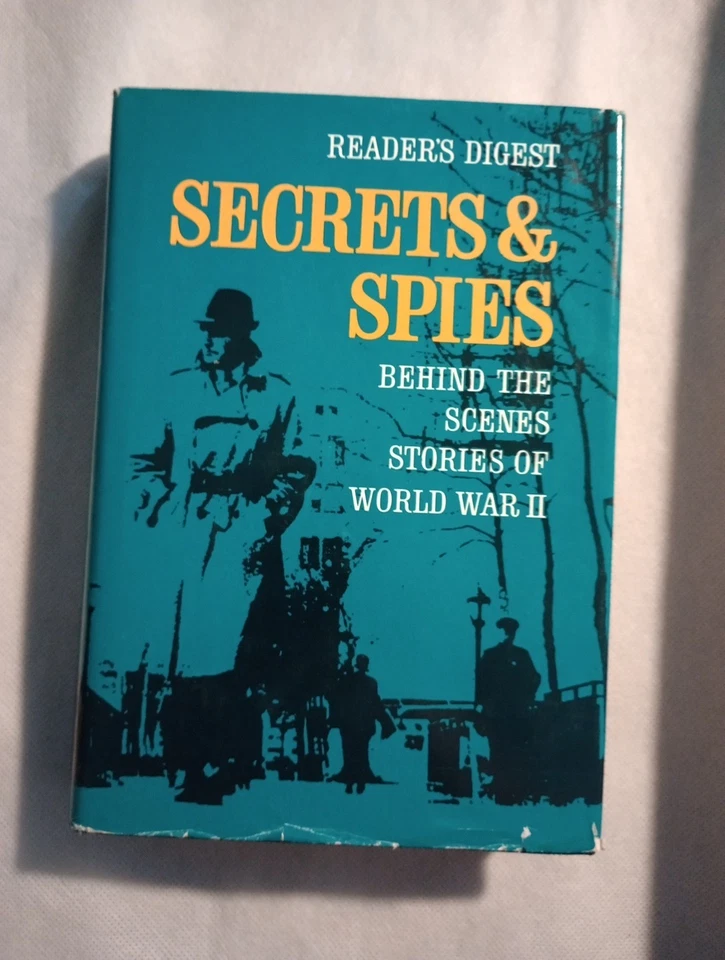 READER'S DIGEST
SECRETS &
SPIES
BEHIND THE
SCENES
STORIES OF
WORLD WAR II